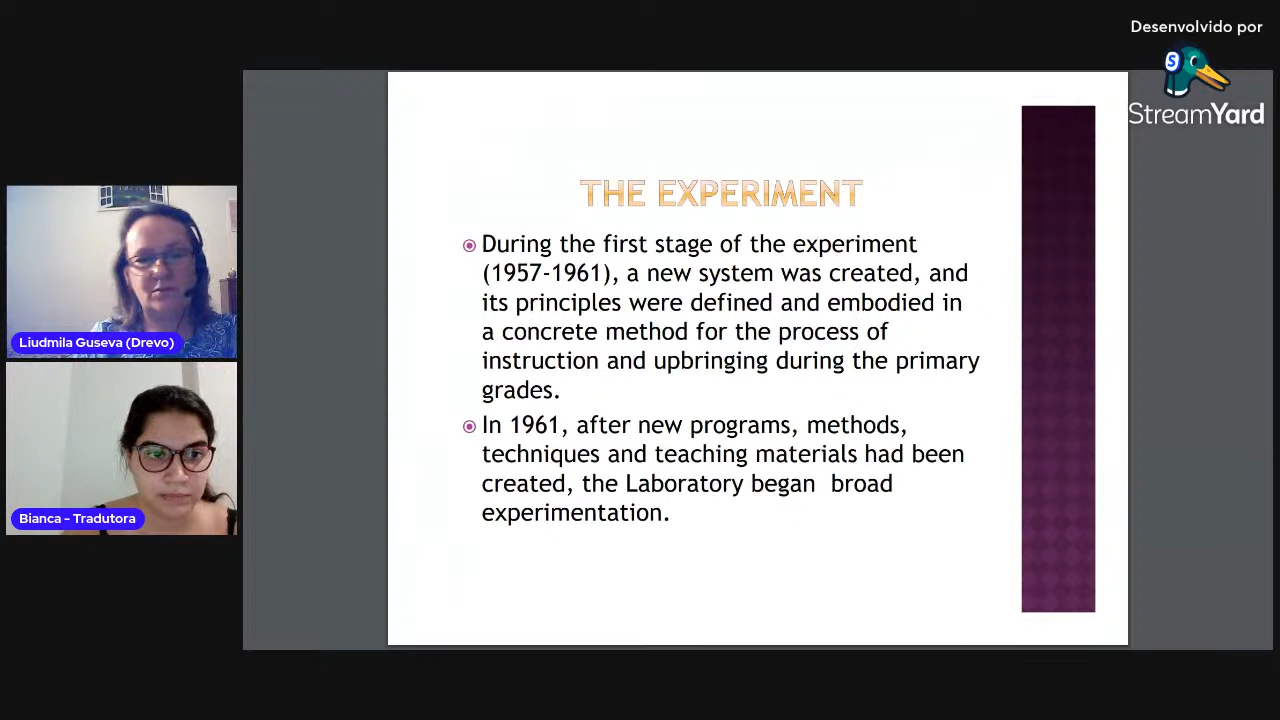 Desenvolvido por
StreamYard
THE EXPERIMENT
During the first stage of the experiment
(1957-1961), a new system was created, and
its principles were defined and embodied in
a concrete method for the process of
instruction and upbringing during the primary
grades.
In 1961, after new programs, methods,
techniques and teaching materials had been
created, the Laboratory began broad
experimentation.
Liudmila Guseva (Drevo)
Bianca - Tradutora